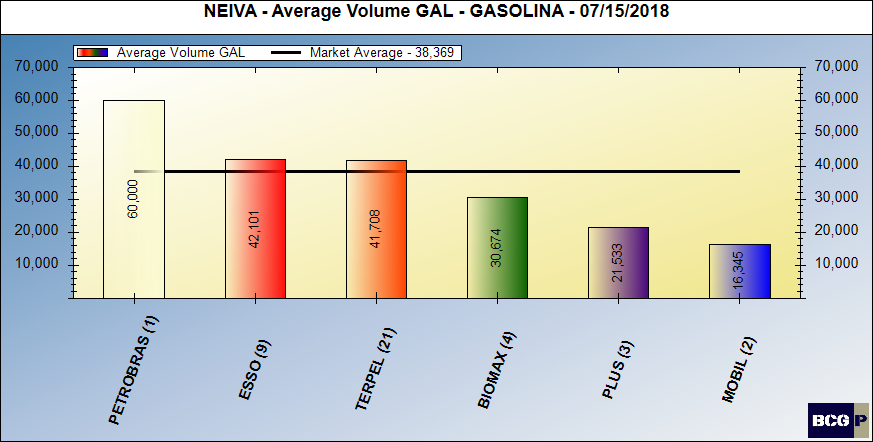 NEIVA - Average Volume GAL - GASOLINA - 07/15/2018
Average Volume GAL
Market Average - 38,369
70,000 70,000
60,000 60,000
50,000 50,000
40,000 40,000
30,000 30,000
20,000 20,000
10,000 10,000
60,000
42,101
41,708
30,674
21,533
16,345
PETROBRAS (1)
ESSO (9)
TERPEL (21)
BIOMAX (4)
PLUS (3)
MOBIL (2)
BCG P